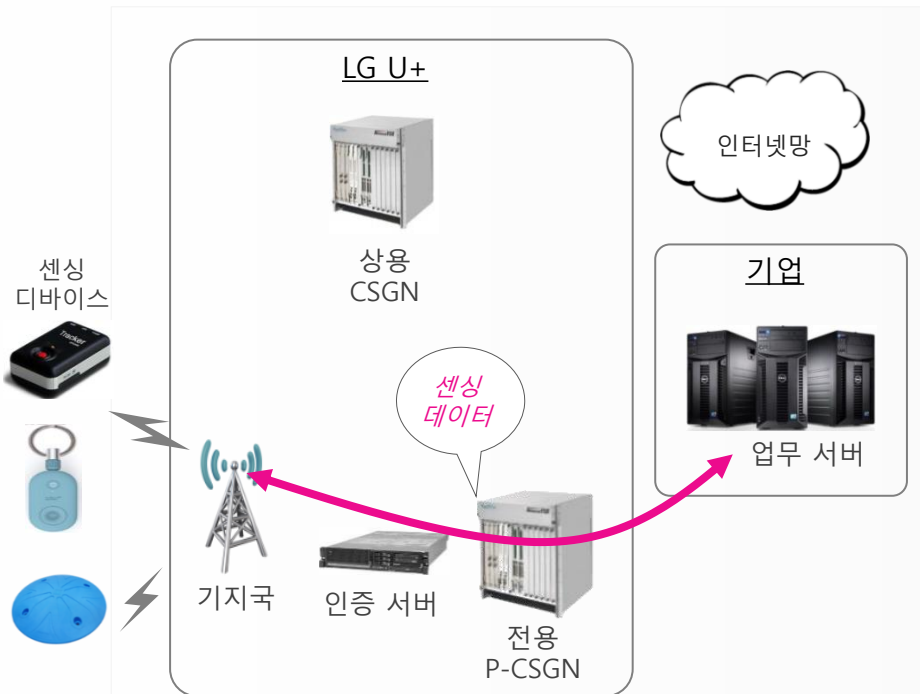 LG U+
인터넷망
상용
CSGN
센싱
디바이스
기업
Tracker
센싱
데이터
업무 서버
기지국
인증 서버
전용
P-CSGN